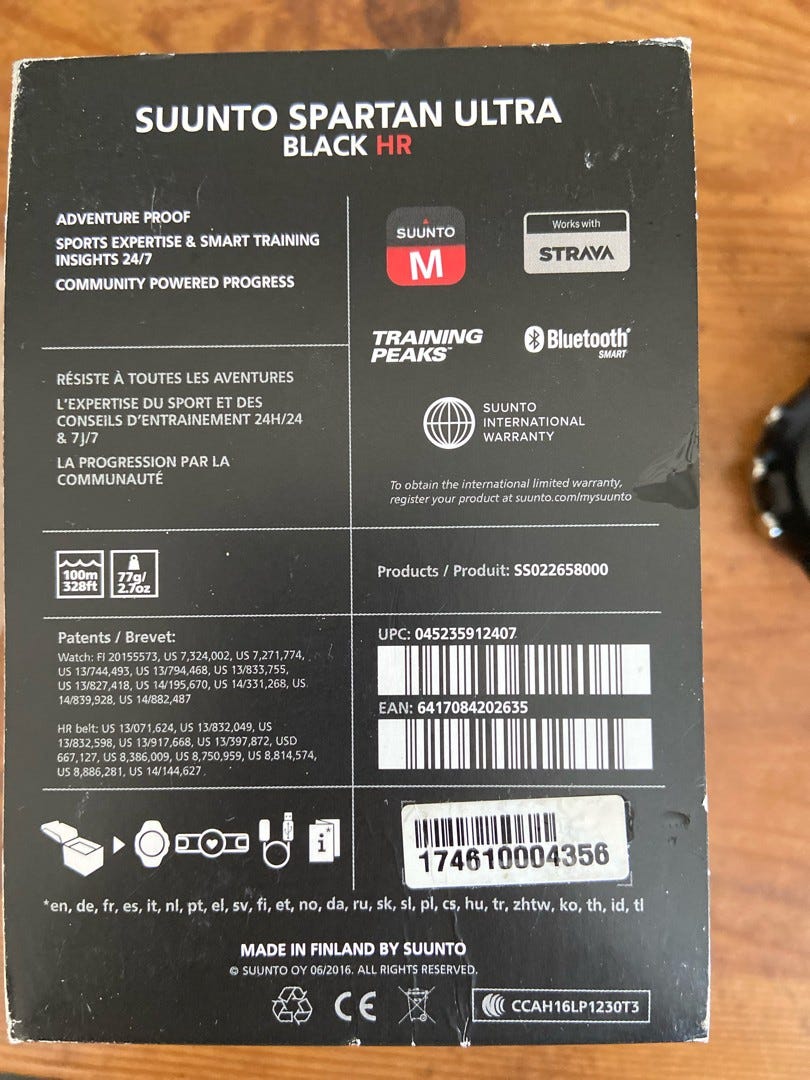 SUUNTO SPARTAN ULTRA
BLACK HR
ADVENTURE PROOF
SPORTS EXPERTISE & SMART TRAINING
INSIGHTS 24/7
COMMUNITY POWERED PROGRESS
SUUNTO
M
Works with
STRAVA
TRAINING
PEAKS™
Bluetooth®
SMART
RÉSISTE À TOUTES LES AVENTURES
L'EXPERTISE DU SPORT ET DES
CONSEILS D'ENTRAINEMENT 24H/24
& 7J/7
LA PROGRESSION PAR LA
COMMUNAUTÉ
SUUNTO
INTERNATIONAL
WARRANTY
To obtain the international limited warranty,
register your product at suunto.com/mysuunto
100m
328ft
77g/
2.7oz
Products / Produit: SS022658000
Patents / Brevet:
Watch: FI 20155573, US 7,324,002, US 7,271,774,
US 13/744,493, US 13/794,468, US 13/833,755,
US 13/827,418, US 14/195,670, US 14/331,268, US
14/839,928, US 14/882,487
HR belt: US 13/071,624, US 13/832,049, US
13/832,598, US 13/917,668, US 13/397,872, USD
667,127, US 8,386,009, US 8,750,959, US 8,814,574,
US 8,886,281, US 14/144,627
UPC: 045235912407
EAN: 6417084202635
i*
174610004356
*en, de, fr, es, it, nl, pt, el, sv, fi, et, no, da, ru, sk, sl, pl, cs, hu, tr, zhtw, ko, th, id, tl
MADE IN FINLAND BY SUUNTO
© SUUNTO OY 06/2016. ALL RIGHTS RESERVED.
CE
CCAH16LP1230T3